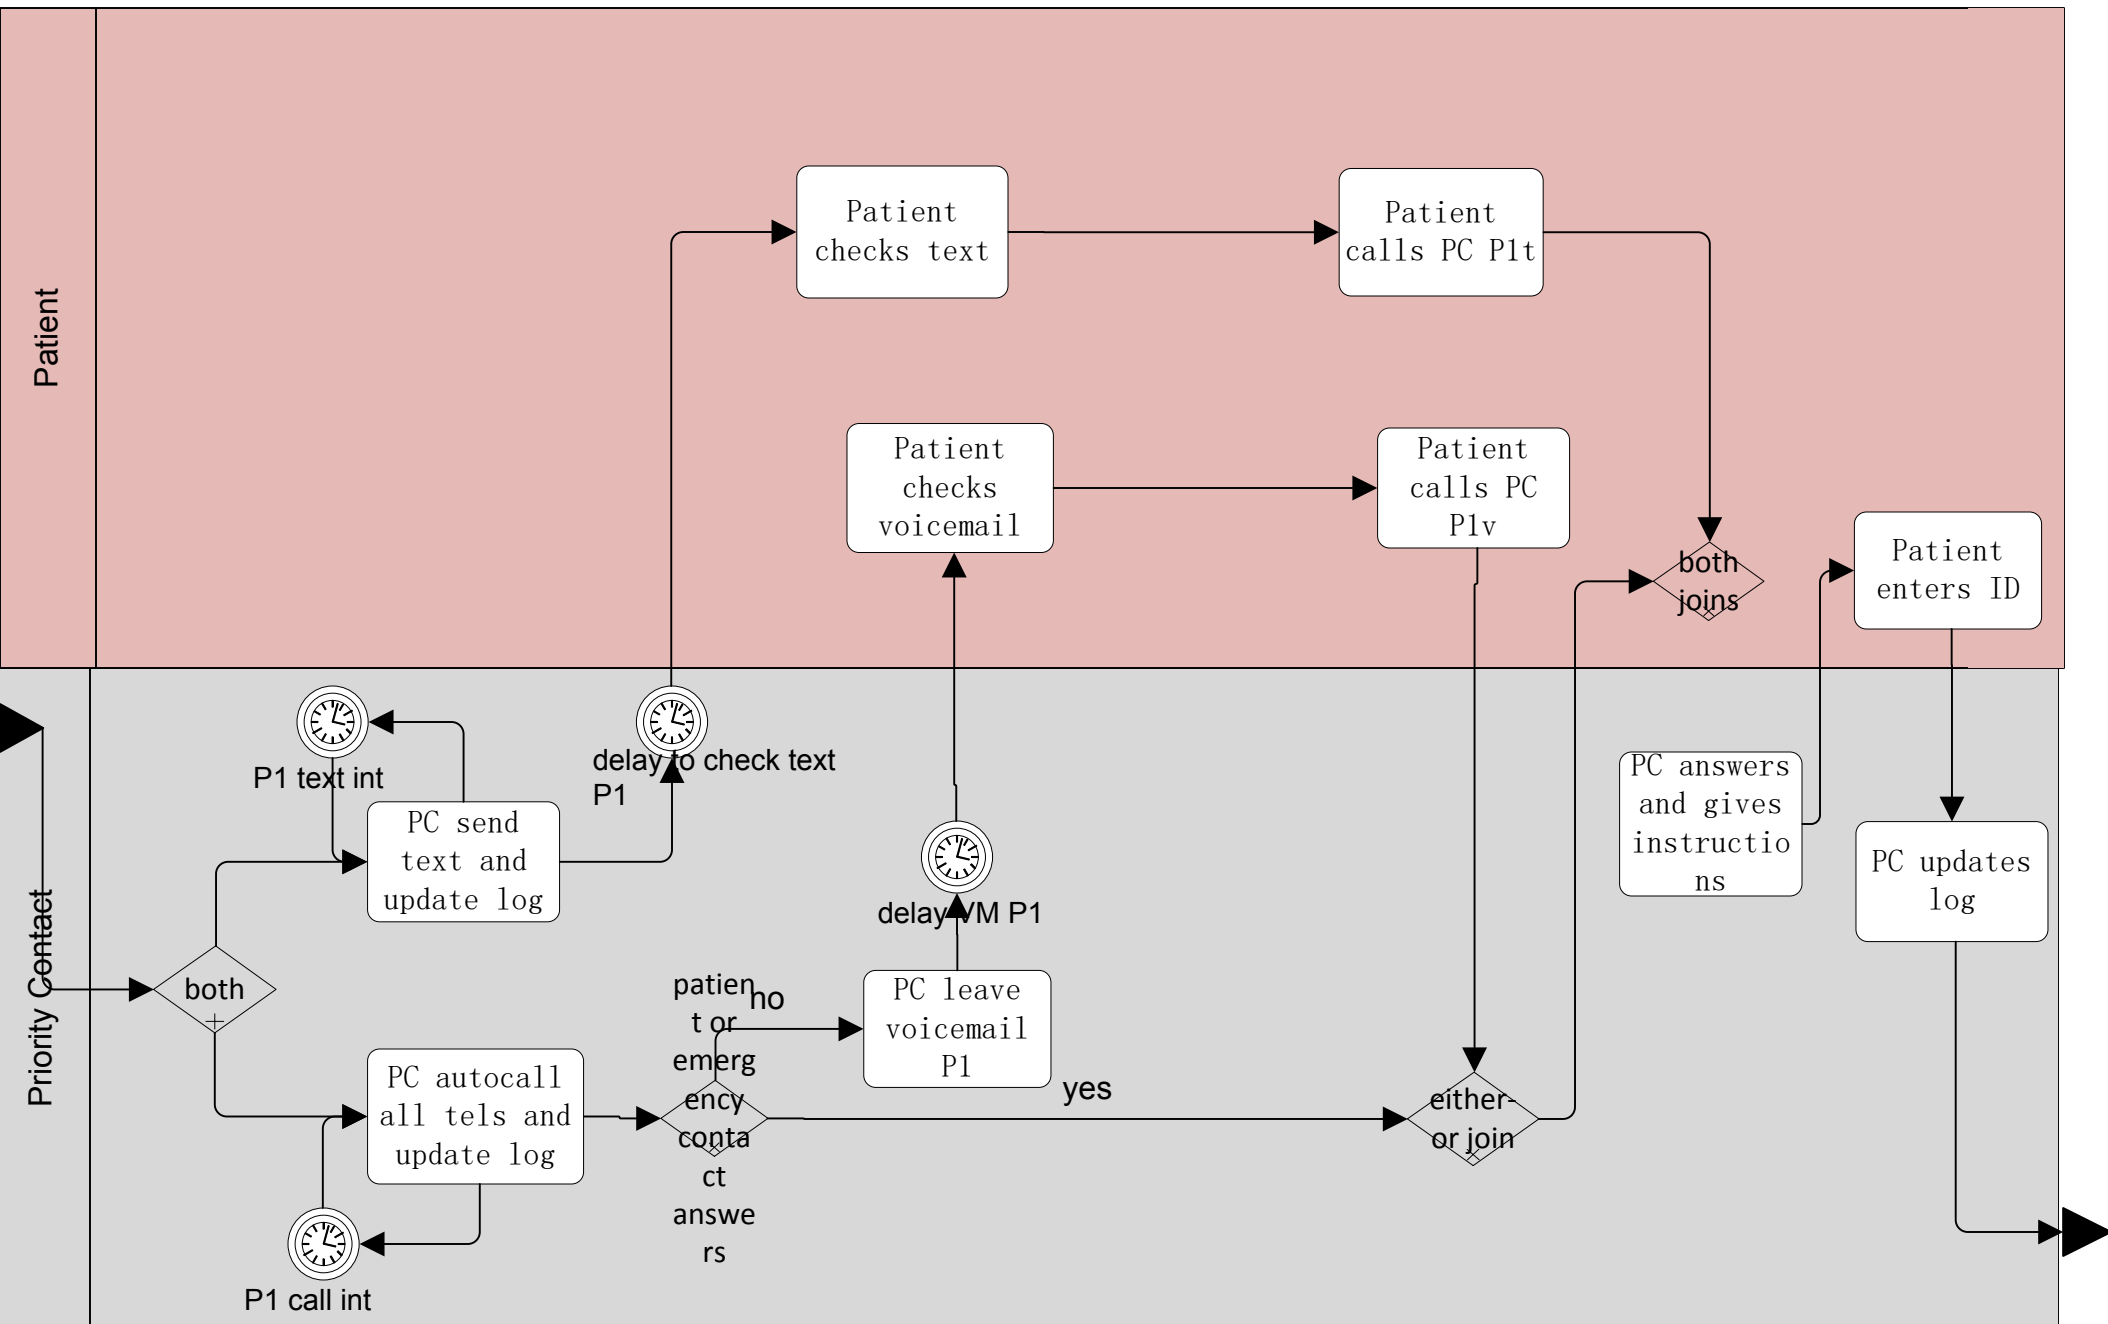 Patient
Patient
checks text
Patient
calls PC P1t
Patient
checks
voicemail
Patient
calls PC
P1v
both
joins
Patient
enters ID
Priority Contact
P1 text int
delay to check text
P1
PC send
text and
update log
PC answers
and gives
instructio
ns
PC updates
log
delay VM P1
both
patien
t or
emerg
ency
conta
ct
answe
rs
no
PC leave
voicemail
P1
yes
PC autocall
all tels and
update log
either-
or join
P1 call int